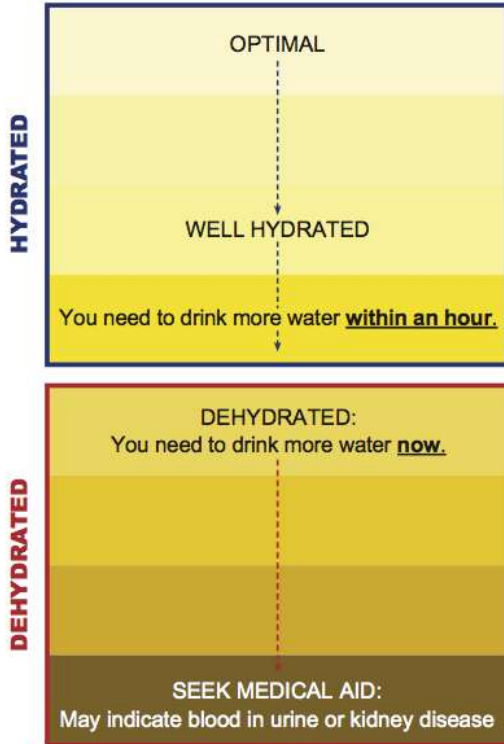 HYDRATED
OPTIMAL
WELL HYDRATED
You need to drink more water within an hour.
DEHYDRATED
DEHYDRATED:
You need to drink more water now.
SEEK MEDICAL AID:
May indicate blood in urine or kidney disease